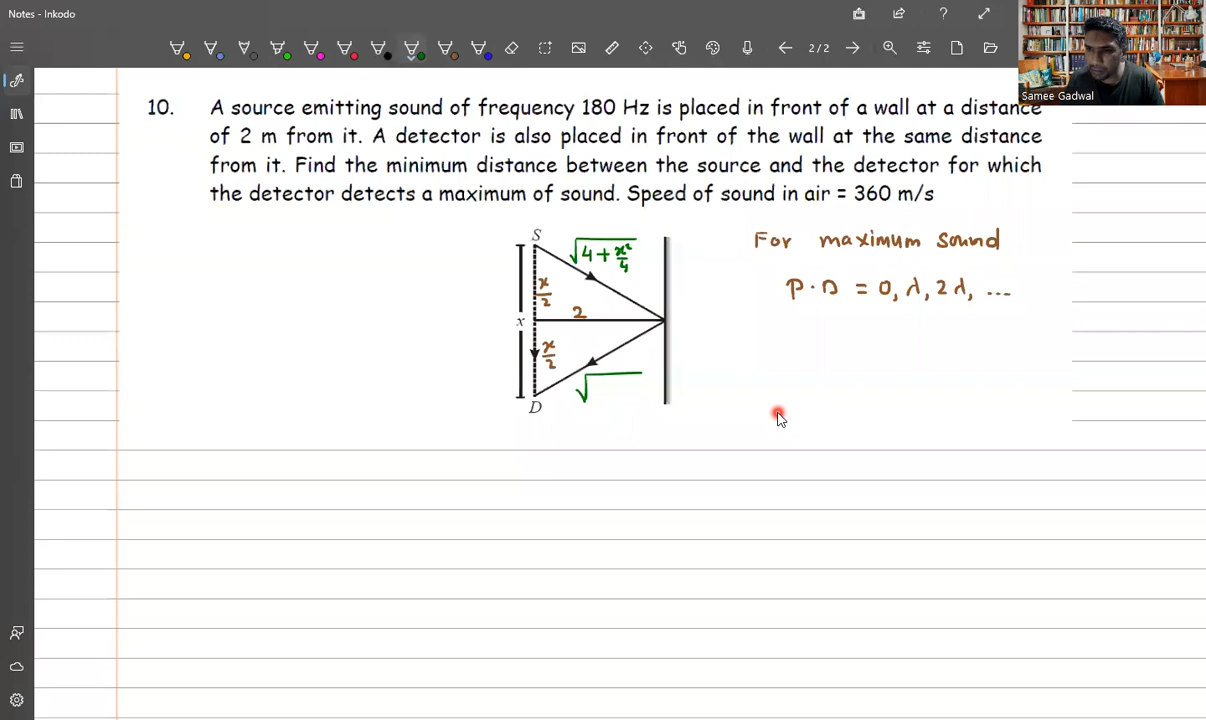 Notes - Inkodo
2/2
Samee Gadwal
10. A source emitting sound of frequency 180 Hz is placed in front of a wall at a distance
of 2 m from it. A detector is also placed in front of the wall at the same distance
from it. Find the minimum distance between the source and the detector for which
the detector detects a maximum of sound. Speed of sound in air = 360 m/s
S
√4 + x²/4
For maximum sound
x/2
P.D = 0, λ, 2λ, ...
2
x
x/2
√
D